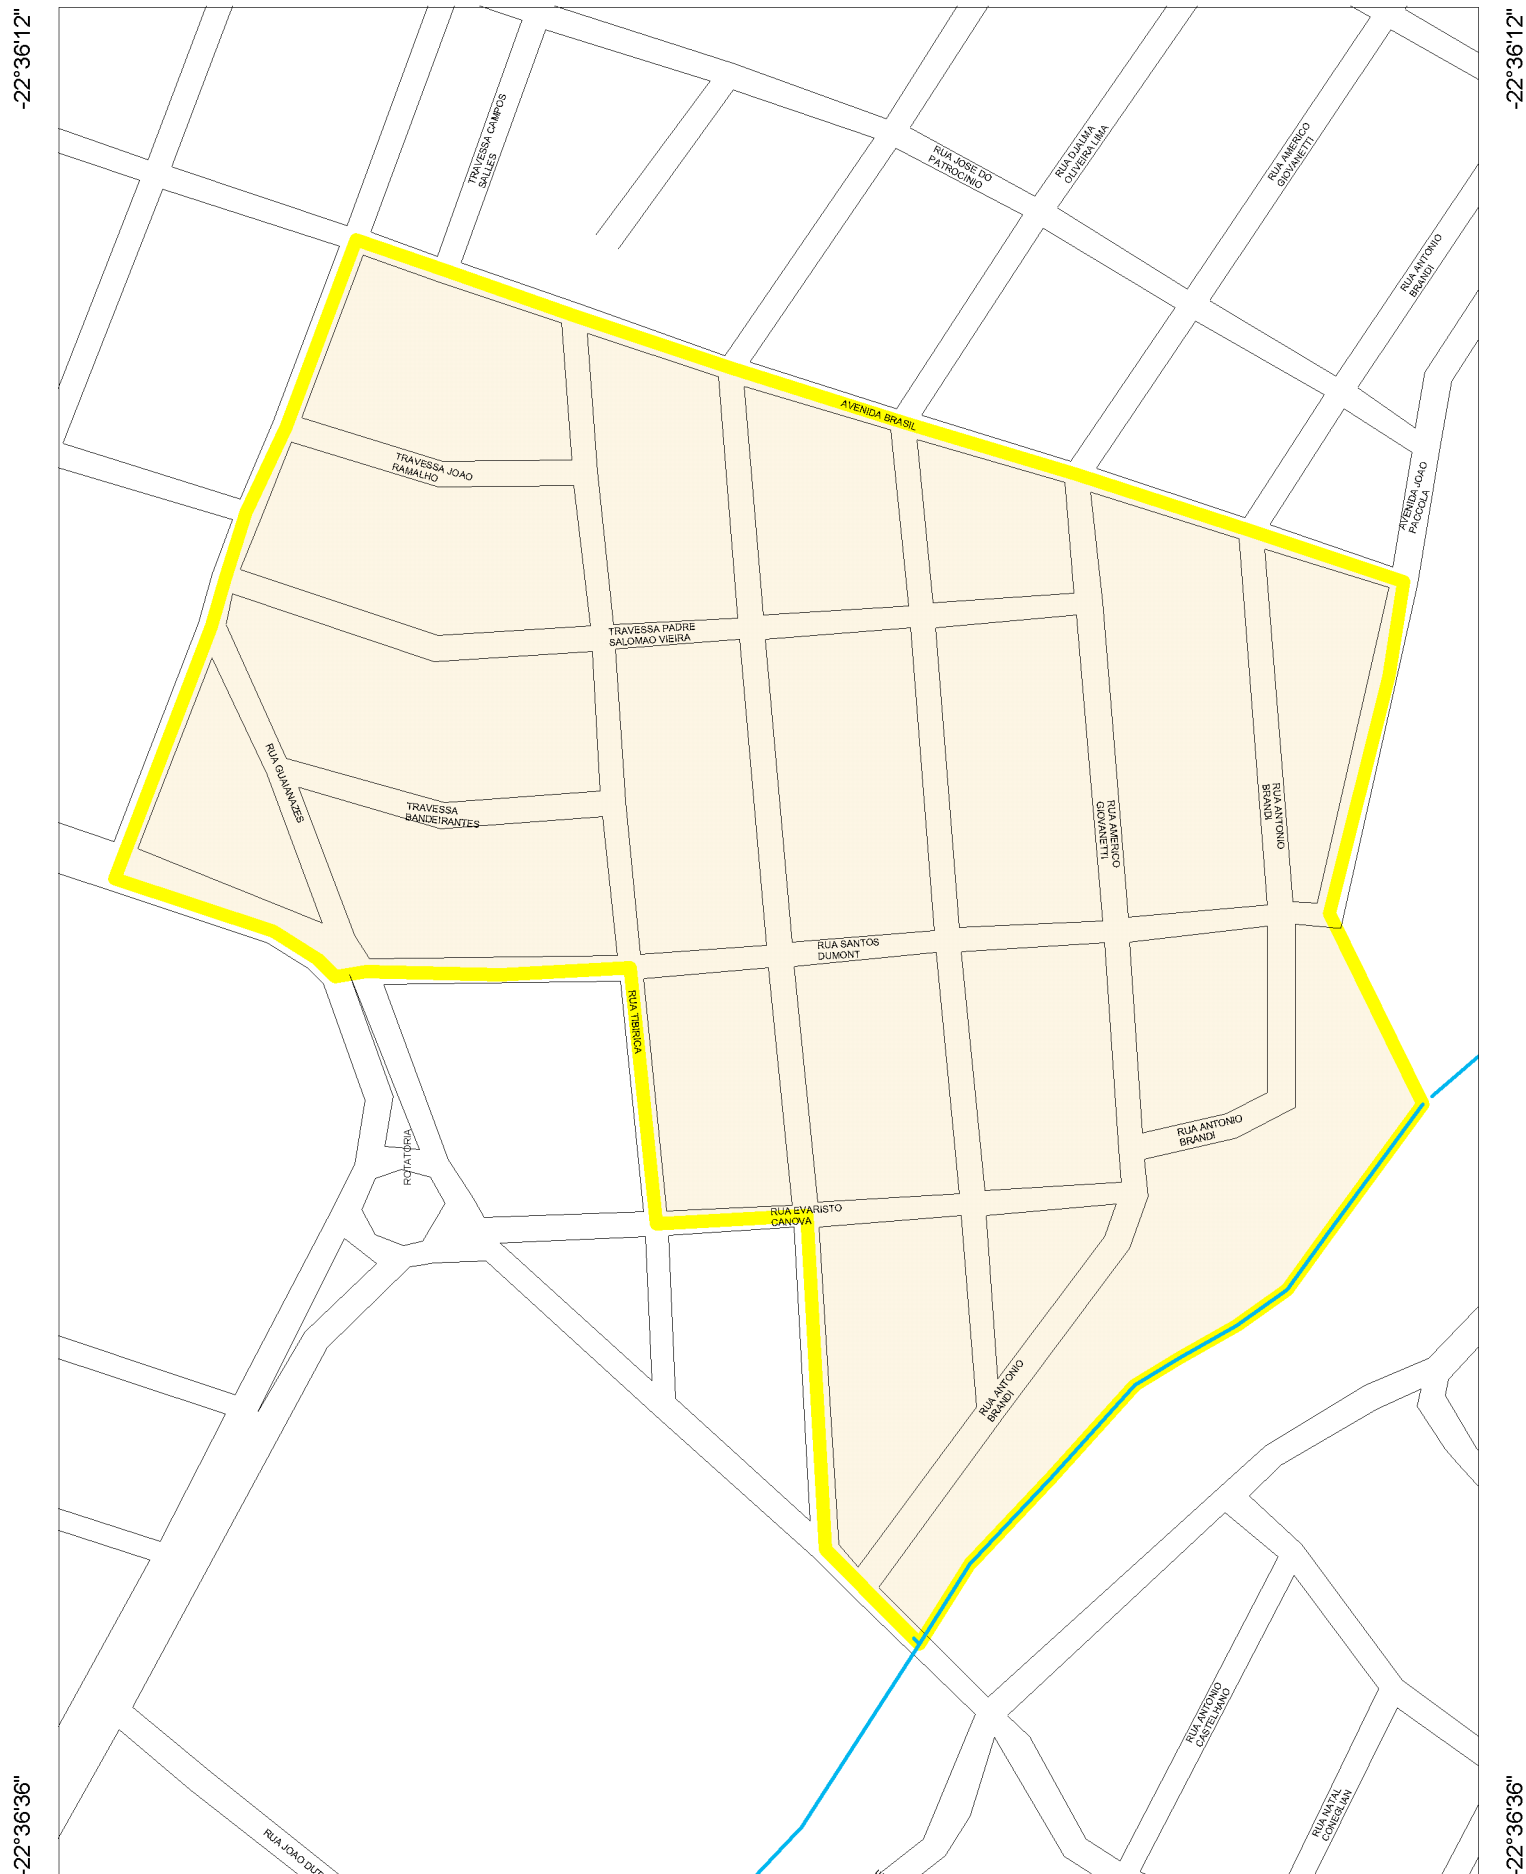 -22°36'12"
-22°36'12"
TRAVESSA CAMPOS
SALLES
RUA JOSE DO
PATROCINIO
RUA DJALMA
OLIVEIRA LIMA
RUA AMERICO
GIOVANETTI
RUA ANTONIO
BRANDI
AVENIDA BRASIL
TRAVESSA JOAO
RAMALHO
AVENIDA JOAO
PACCOLA
TRAVESSA PADRE
SALOMAO VIEIRA
RUA GUAIANAZES
TRAVESSA
BANDEIRANTES
RUA AMERICO
GIOVANETTI
RUA ANTONIO
BRANDI
RUA SANTOS
DUMONT
RUA TIBIRICA
ROTATORIA
RUA ANTONIO
BRANDI
RUA EVARISTO
CANOVA
RUA ANTONIO
BRANDI
RUA ANTONIO
CASTELHANO
RUA NATAL
CONEGLIAN
RUA JOAO DUT
-22°36'36"
-22°36'36"